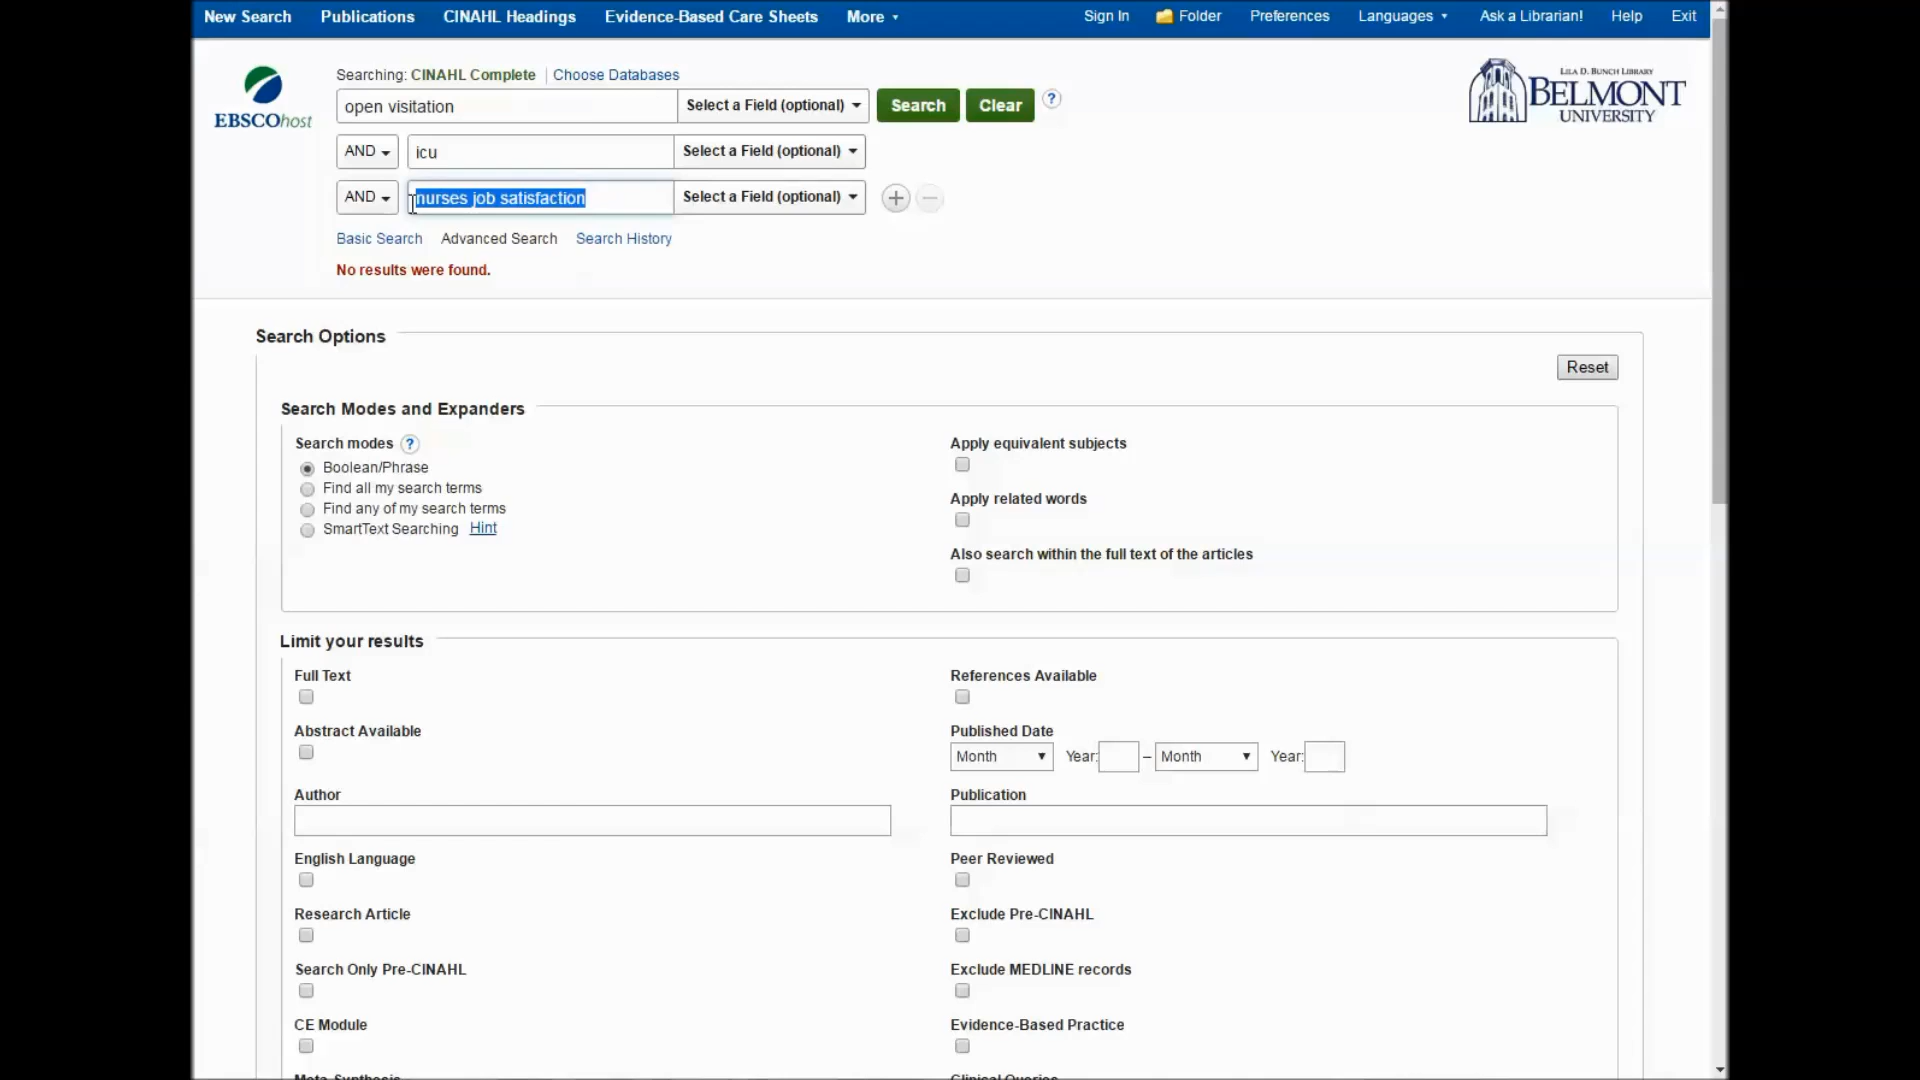 New Search Publications CINAHL Headings Evidence-Based Care Sheets More Sign In Folder Preferences Languages Ask a Librarian! Help Exit
Searching: CINAHL Complete Choose Databases
open visitation Select a Field (optional) Search Clear ?
EBSCOhost
LILA D. BUNCH LIBRARY
BELMONT
UNIVERSITY
AND icu Select a Field (optional)
AND nurses job satisfaction Select a Field (optional)
Basic Search Advanced Search Search History
No results were found.
Search Options
Reset
Search Modes and Expanders
Search modes ?
Boolean/Phrase
Find all my search terms
Find any of my search terms
SmartText Searching Hint
Apply equivalent subjects
Apply related words
Also search within the full text of the articles
Limit your results
Full Text
References Available
Abstract Available
Published Date
Month Year: – Month Year:
Author
Publication
English Language
Peer Reviewed
Research Article
Exclude Pre-CINAHL
Search Only Pre-CINAHL
Exclude MEDLINE records
CE Module
Evidence-Based Practice
Meta-Synthesis
Clinical Queries